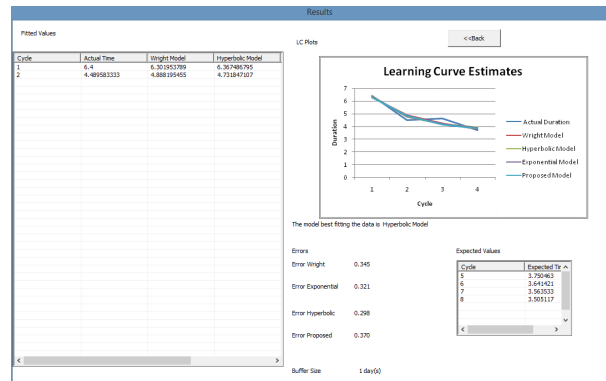 Results
Fitted Values
Cycle Actual Time Wright Model Hyperbolic Model
1 6.4 6.301953789 6.367486795
2 4.489583333 4.888195455 4.731847107
LC Plots
<<Back
Learning Curve Estimates
Duration
7
6
5
4
3
2
1
0
1 2 3 4
Cycle
Actual Duration
Wright Model
Hyperbolic Model
Exponential Model
Proposed Model
The model best fitting the data is Hyperbolic Model
Errors
Error Wright 0.345
Error Exponential 0.321
Error Hyperbolic 0.298
Error Proposed 0.370
Buffer Size 1 day(s)
Expected Values
Cycle Expected Tir
5 3.750463
6 3.641421
7 3.563533
8 3.505117